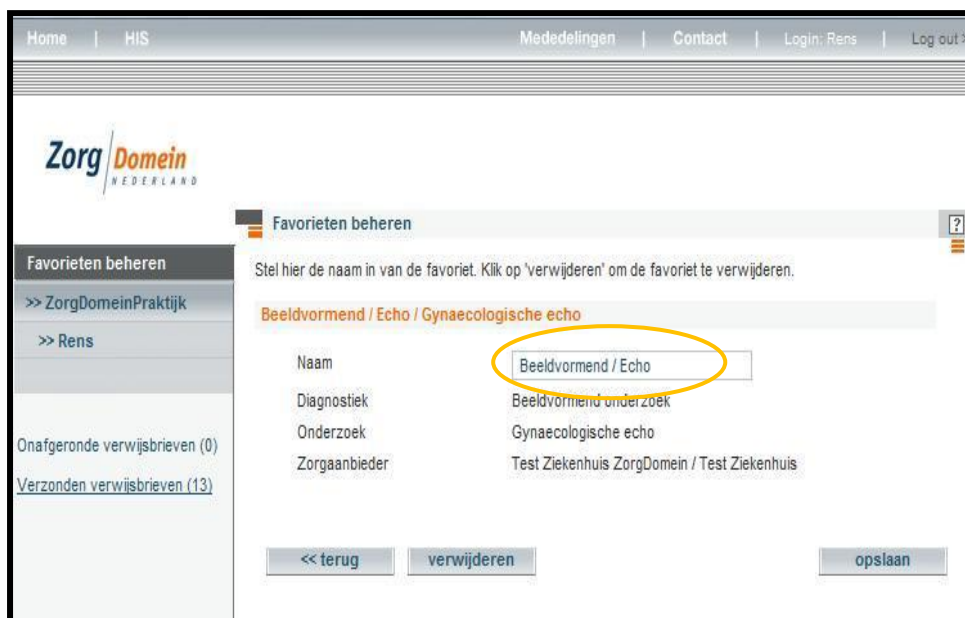 Home | HIS Mededelingen | Contact | Login: Rens | Log out >
Zorg Domein
NEDERLAND
Favorieten beheren ?
Favorieten beheren
>> ZorgDomeinPraktijk
>> Rens
Onafgeronde verwijsbrieven (0)
Verzonden verwijsbrieven (13)
Stel hier de naam in van de favoriet. Klik op 'verwijderen' om de favoriet te verwijderen.
Beeldvormend / Echo / Gynaecologische echo
Naam Beeldvormend / Echo
Diagnostiek Beeldvormend onderzoek
Onderzoek Gynaecologische echo
Zorgaanbieder Test Ziekenhuis ZorgDomein / Test Ziekenhuis
<< terug verwijderen opslaan